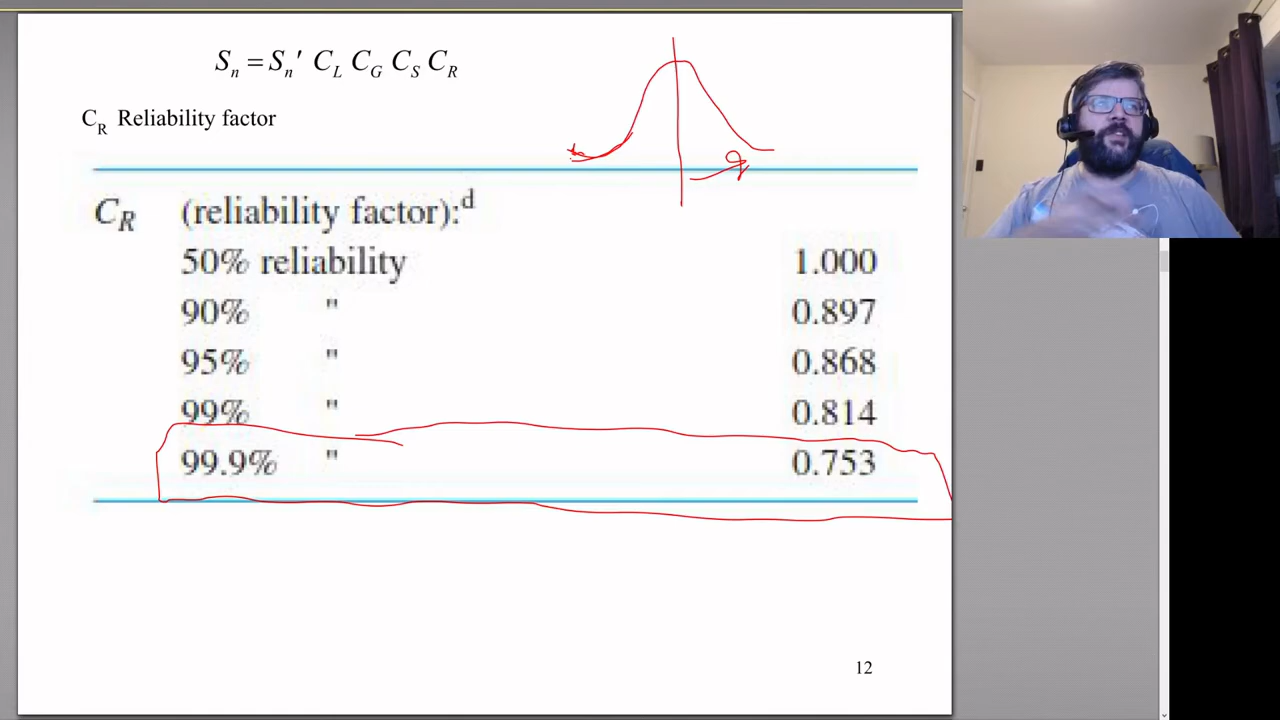 Sn = Sn' CL CG CS CR
CR Reliability factor
CR (reliability factor):d
50% reliability 1.000
90% " 0.897
95% " 0.868
99% " 0.814
99.9% " 0.753
12